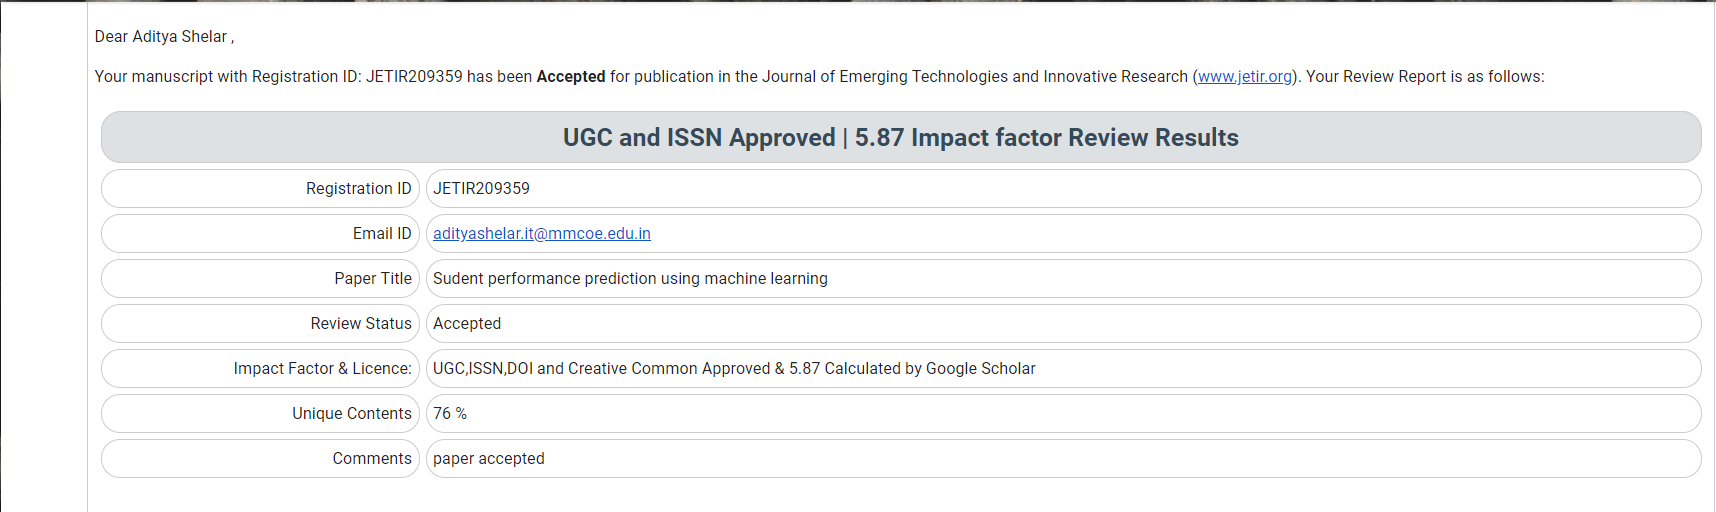 Dear Aditya Shelar ,
Your manuscript with Registration ID: JETIR209359 has been Accepted for publication in the Journal of Emerging Technologies and Innovative Research (www.jetir.org). Your Review Report is as follows:
UGC and ISSN Approved | 5.87 Impact factor Review Results
Registration ID JETIR209359
Email ID adityashelar.it@mmcoe.edu.in
Paper Title Sudent performance prediction using machine learning
Review Status Accepted
Impact Factor & Licence: UGC,ISSN,DOI and Creative Common Approved & 5.87 Calculated by Google Scholar
Unique Contents 76 %
Comments paper accepted